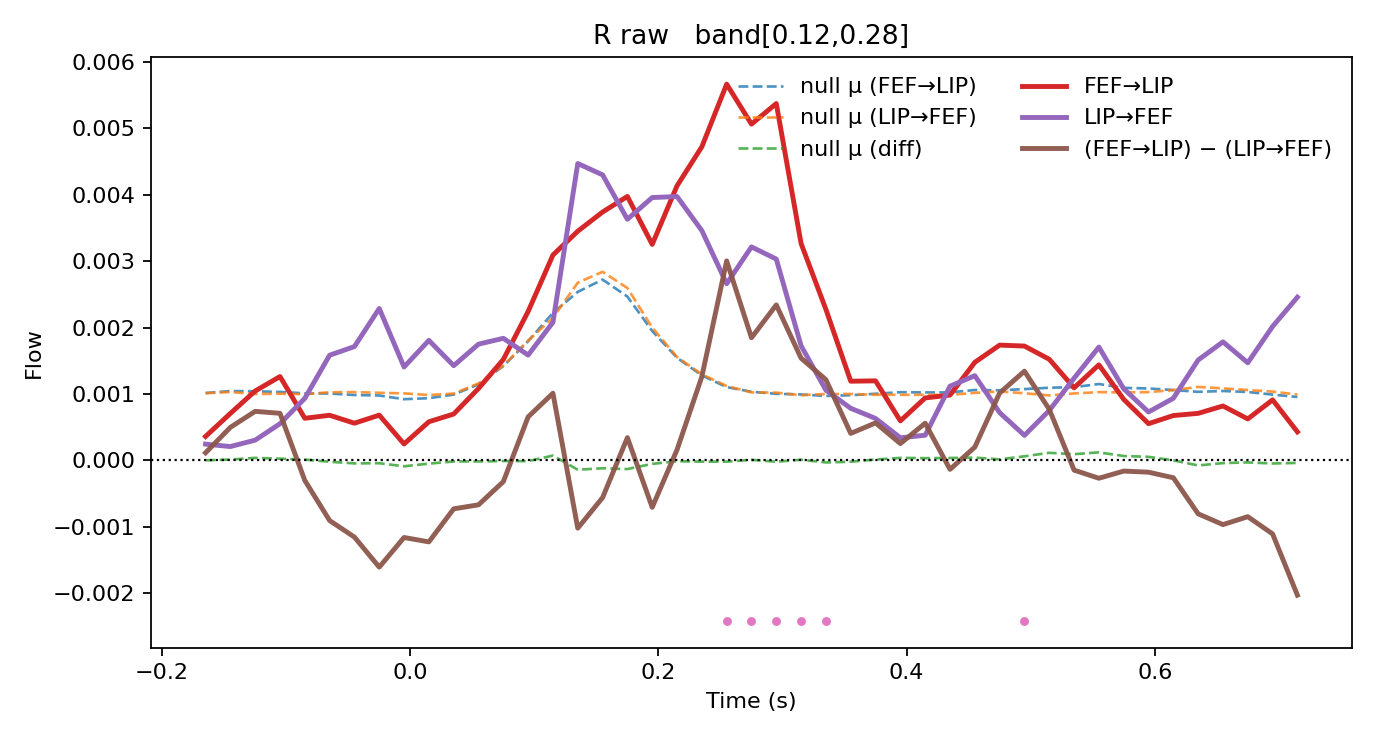 R raw   band[0.12,0.28]
0.006
0.005
0.004
0.003
0.002
0.001
0.000
−0.001
−0.002
Flow
null μ (FEF→LIP)
null μ (LIP→FEF)
null μ (diff)
FEF→LIP
LIP→FEF
(FEF→LIP) − (LIP→FEF)
−0.2
0.0
0.2
0.4
0.6
Time (s)